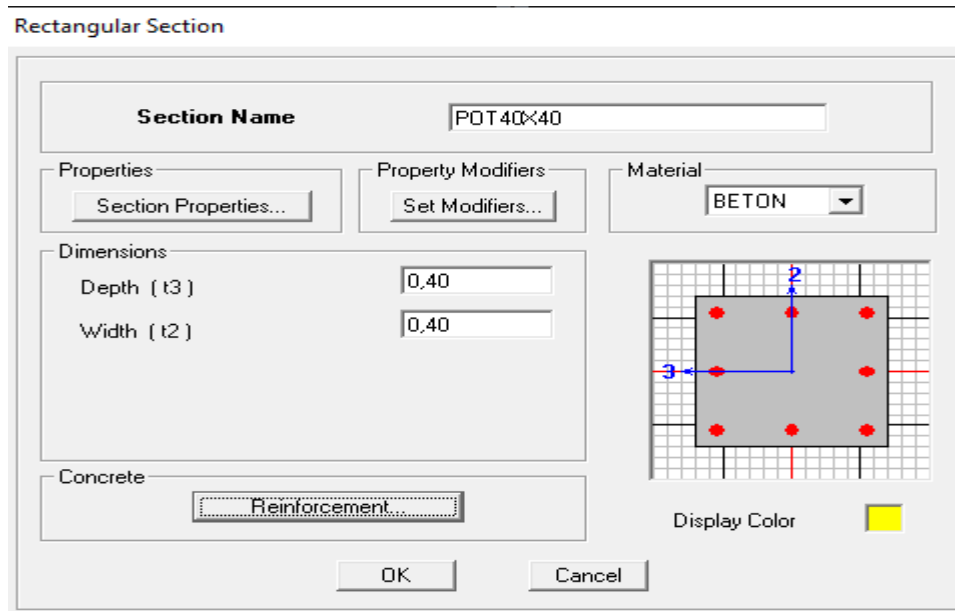 Rectangular Section
Section Name POT40X40
Properties Property Modifiers Material
Section Properties... Set Modifiers... BETON
Dimensions
Depth ( t3 ) 0,40
Width ( t2 ) 0,40
2
3
Concrete
Reinforcement...
Display Color
OK Cancel